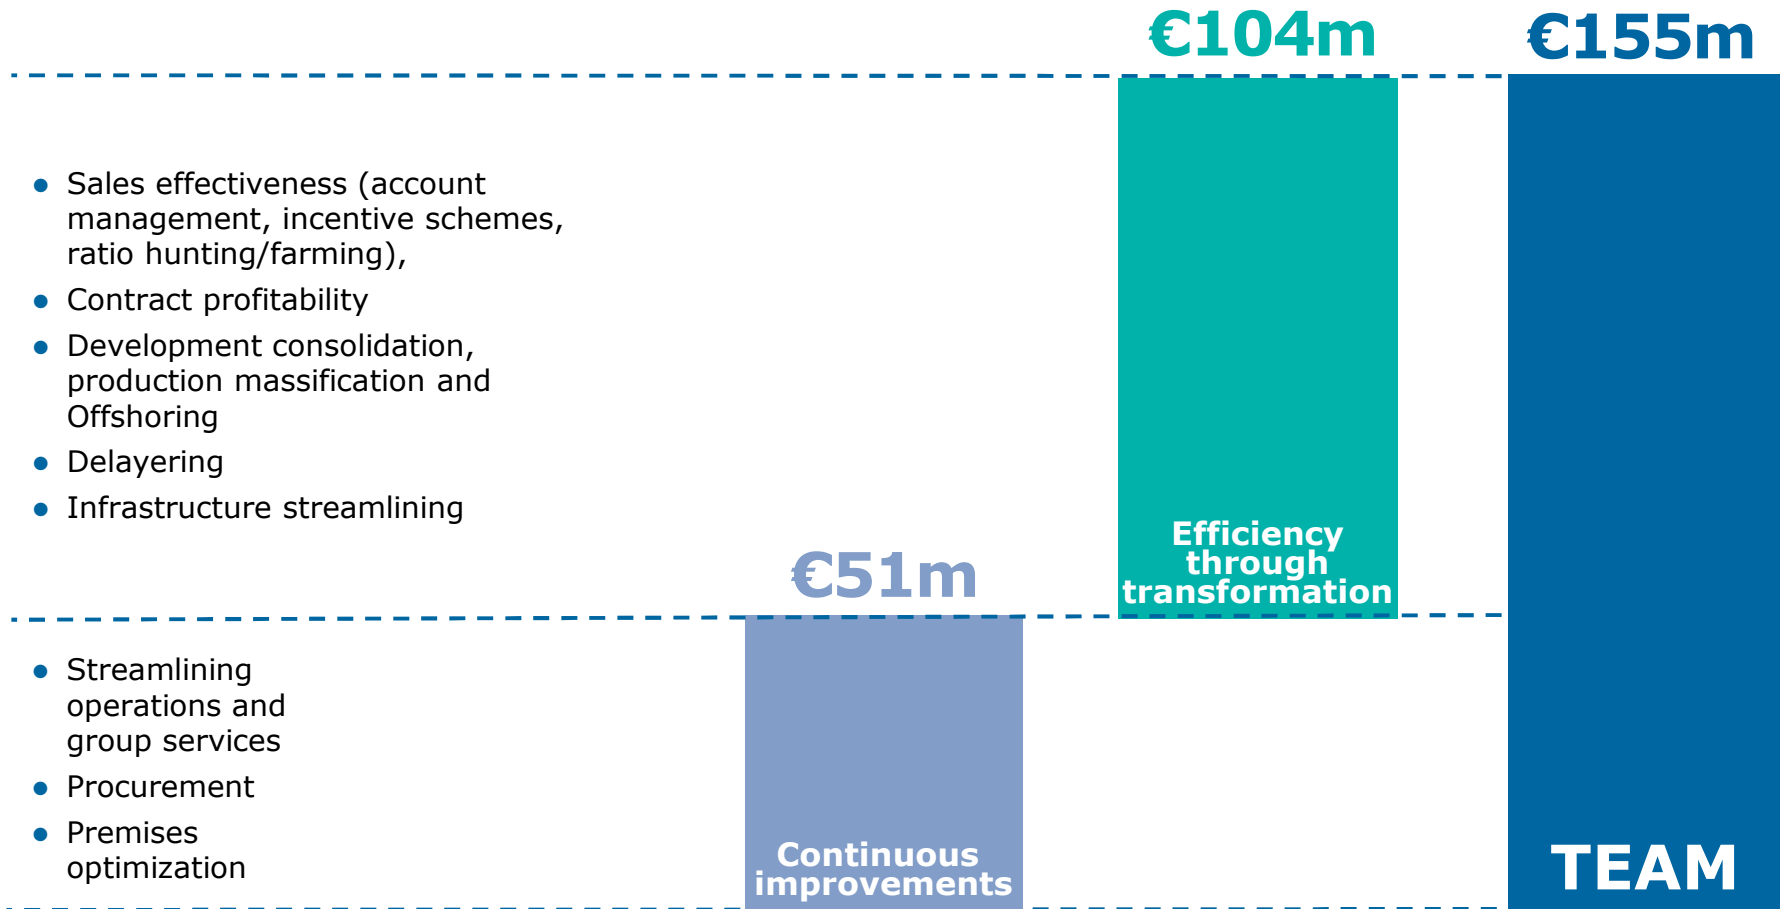 €104m
€155m
● Sales effectiveness (account
management, incentive schemes,
ratio hunting/farming),
● Contract profitability
● Development consolidation,
production massification and
Offshoring
● Delayering
● Infrastructure streamlining
Efficiency
through
transformation
€51m
● Streamlining
operations and
group services
● Procurement
● Premises
optimization
Continuous
improvements
TEAM